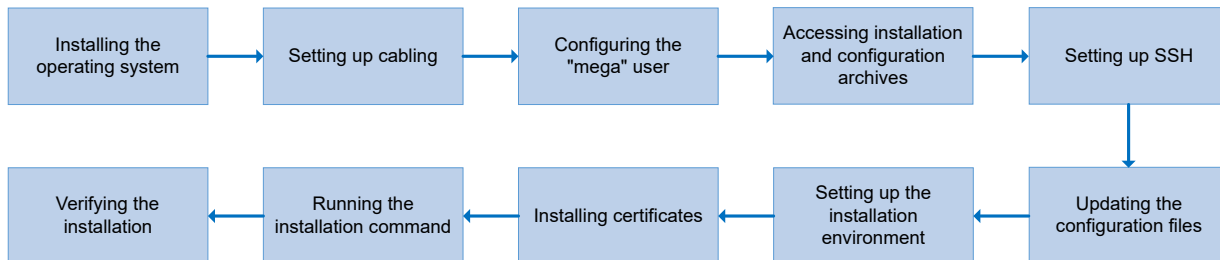 Installing the
operating system
Setting up cabling
Configuring the
"mega" user
Accessing installation
and configuration
archives
Setting up SSH
Verifying the
installation
Running the
installation command
Installing certificates
Setting up the
installation
environment
Updating the
configuration files